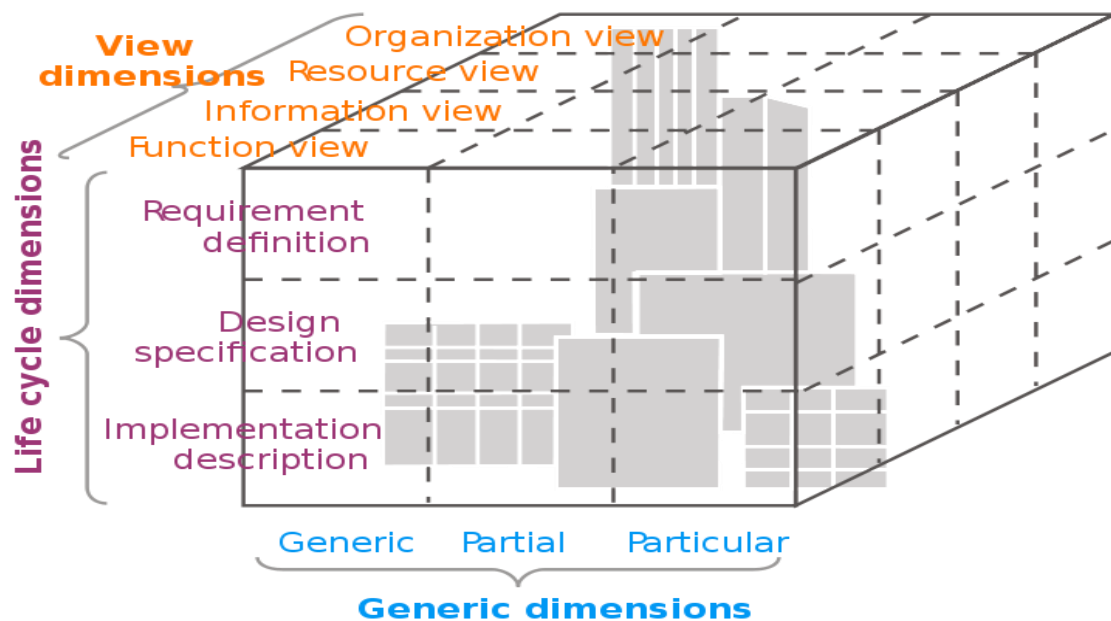 View
dimensions
Organization view
Resource view
Information view
Function view
Life cycle dimensions
Requirement
definition
Design
specification
Implementation
description
Generic
Partial
Particular
Generic dimensions